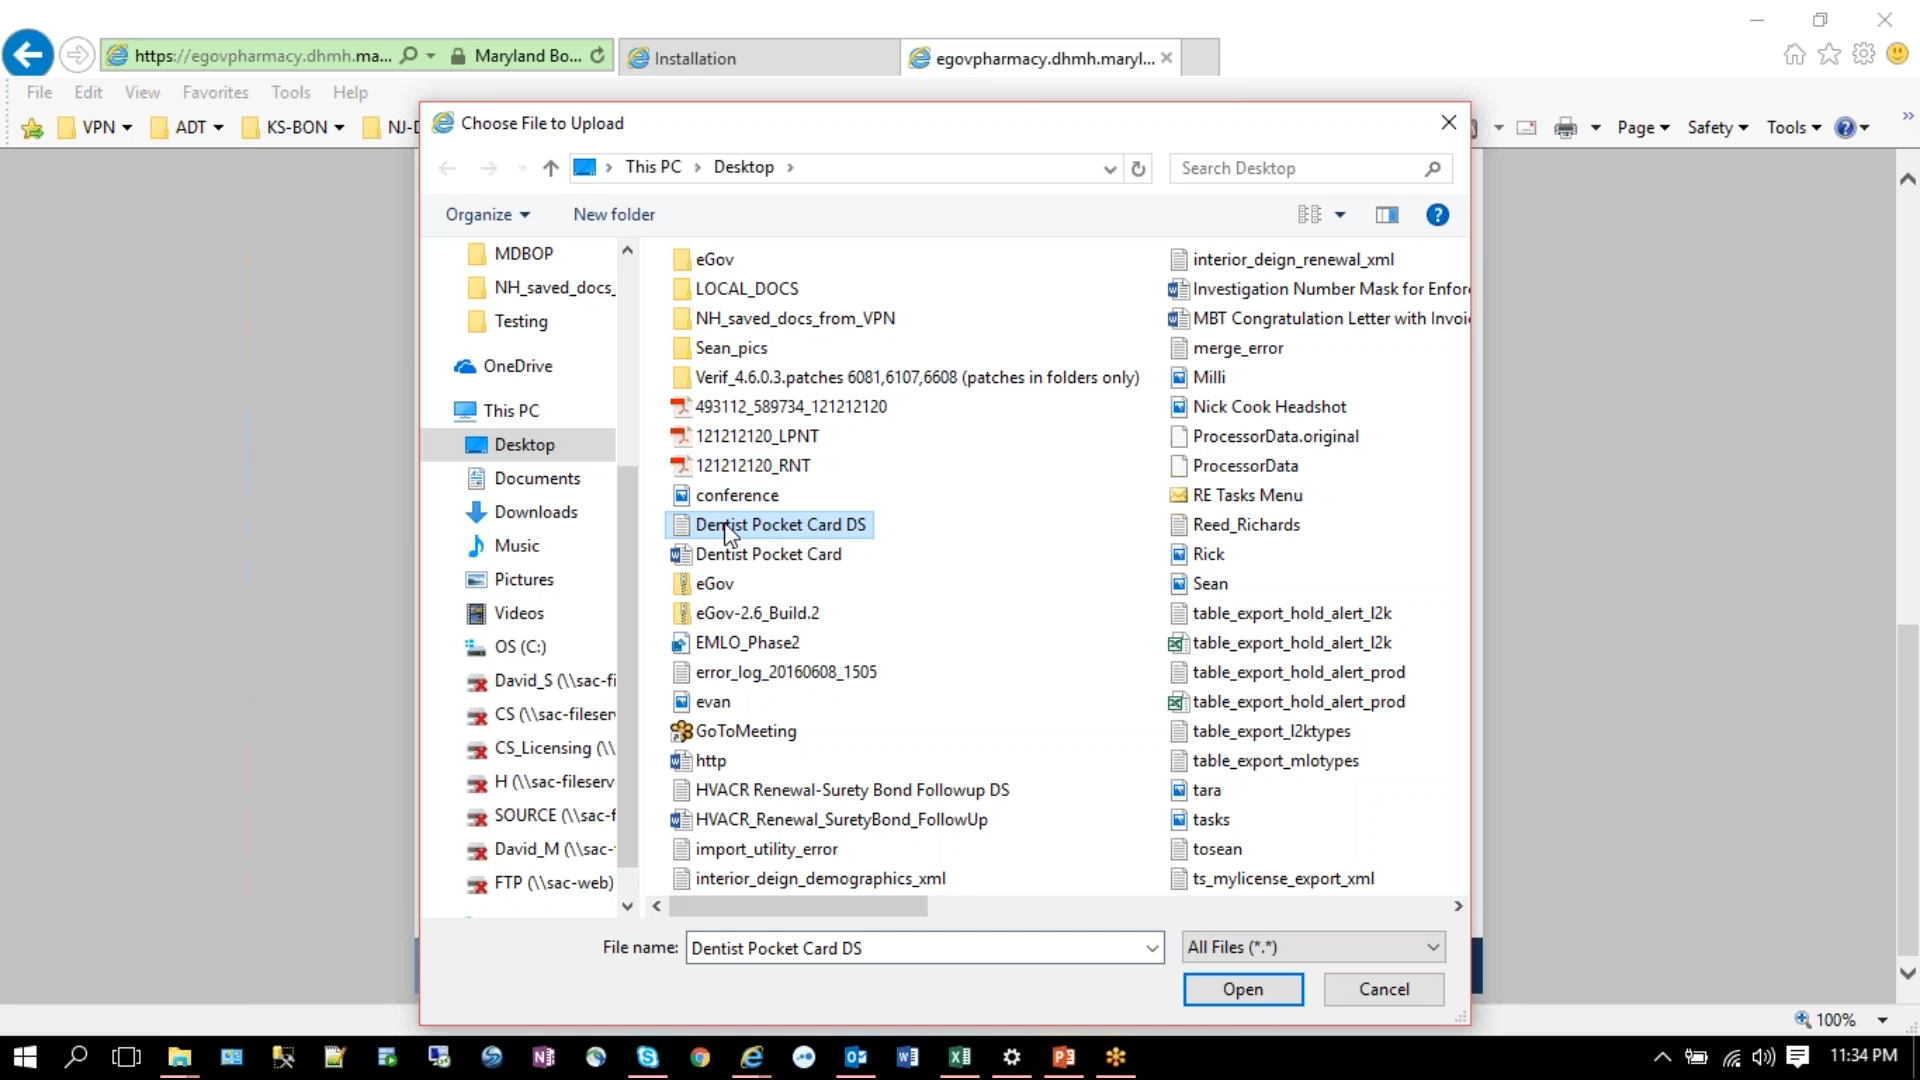 https://egovpharmacy.dhmh.ma...
Maryland Bo...
Installation
egovpharmacy.dhmh.maryl...
File Edit View Favorites Tools Help
VPN
ADT
KS-BON
Page
Safety
Tools
Choose File to Upload
This PC > Desktop >
Search Desktop
Organize
New folder
MDBOP
NH_saved_docs_
Testing
OneDrive
This PC
Desktop
Documents
Downloads
Music
Pictures
Videos
OS (C:)
David_S (\\sac-fi
CS (\\sac-fileser
CS_Licensing (\\
H (\\sac-fileserv
SOURCE (\\sac-f
David_M (\\sac-
FTP (\\sac-web)
eGov
LOCAL_DOCS
NH_saved_docs_from_VPN
Sean_pics
Verif_4.6.0.3.patches 6081,6107,6608 (patches in folders only)
493112_589734_121212120
121212120_LPNT
121212120_RNT
conference
Dentist Pocket Card DS
Dentist Pocket Card
eGov
eGov-2.6_Build.2
EMLO_Phase2
error_log_20160608_1505
evan
GoToMeeting
http
HVACR Renewal-Surety Bond Followup DS
HVACR_Renewal_SuretyBond_FollowUp
import_utility_error
interior_deign_demographics_xml
interior_deign_renewal_xml
Investigation Number Mask for Enfor
MBT Congratulation Letter with Invoi
merge_error
Milli
Nick Cook Headshot
ProcessorData.original
ProcessorData
RE Tasks Menu
Reed_Richards
Rick
Sean
table_export_hold_alert_l2k
table_export_hold_alert_l2k
table_export_hold_alert_prod
table_export_hold_alert_prod
table_export_l2ktypes
table_export_mlotypes
tara
tasks
tosean
ts_mylicense_export_xml
File name: Dentist Pocket Card DS
All Files (*.*)
Open
Cancel
100%
11:34 PM